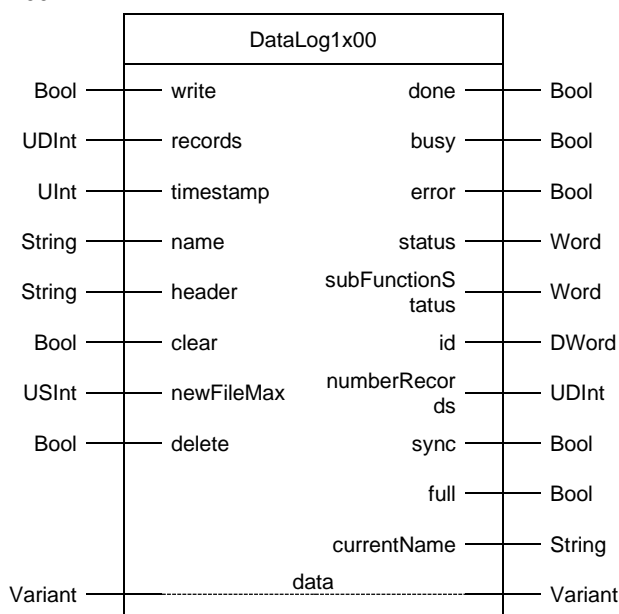 DataLog1x00
Bool write done Bool
UDInt records busy Bool
UInt timestamp error Bool
String name status Word
String header subFunctionS
tatus Word
Bool clear id DWord
USInt newFileMax numberRecor
ds UDInt
Bool delete sync Bool
full Bool
currentName String
Variant data Variant